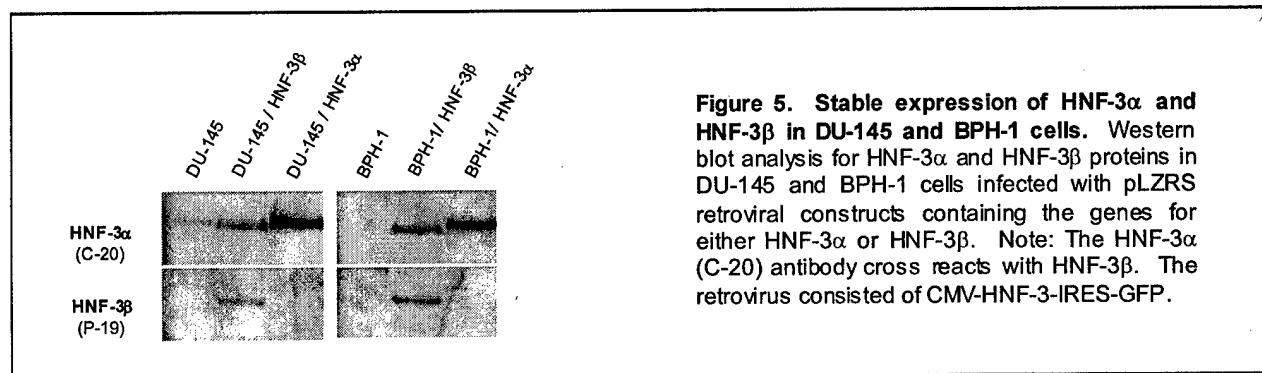 DU-145
DU-145 / HNF-3β
DU-145 / HNF-3α
BPH-1
BPH-1/ HNF-3β
BPH-1/ HNF-3α
HNF-3α
(C-20)
HNF-3β
(P-19)
Figure 5. Stable expression of HNF-3α and
HNF-3β in DU-145 and BPH-1 cells. Western
blot analysis for HNF-3α and HNF-3β proteins in
DU-145 and BPH-1 cells infected with pLZRS
retroviral constructs containing the genes for
either HNF-3α or HNF-3β. Note: The HNF-3α
(C-20) antibody cross reacts with HNF-3β. The
retrovirus consisted of CMV-HNF-3-IRES-GFP.